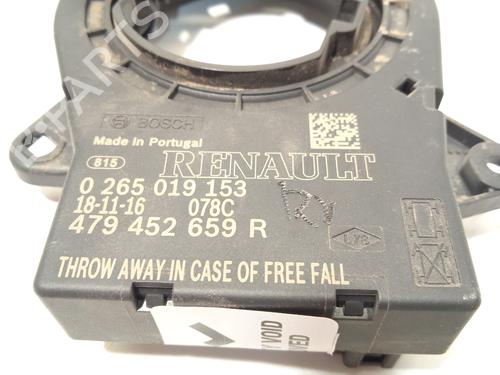 BOSCH
Made in Portugal
815
RENAULT
0 265 019 153
18-11-16 078C
479 452 659 R
THROW AWAY IN CASE OF FREE FALL
VOID